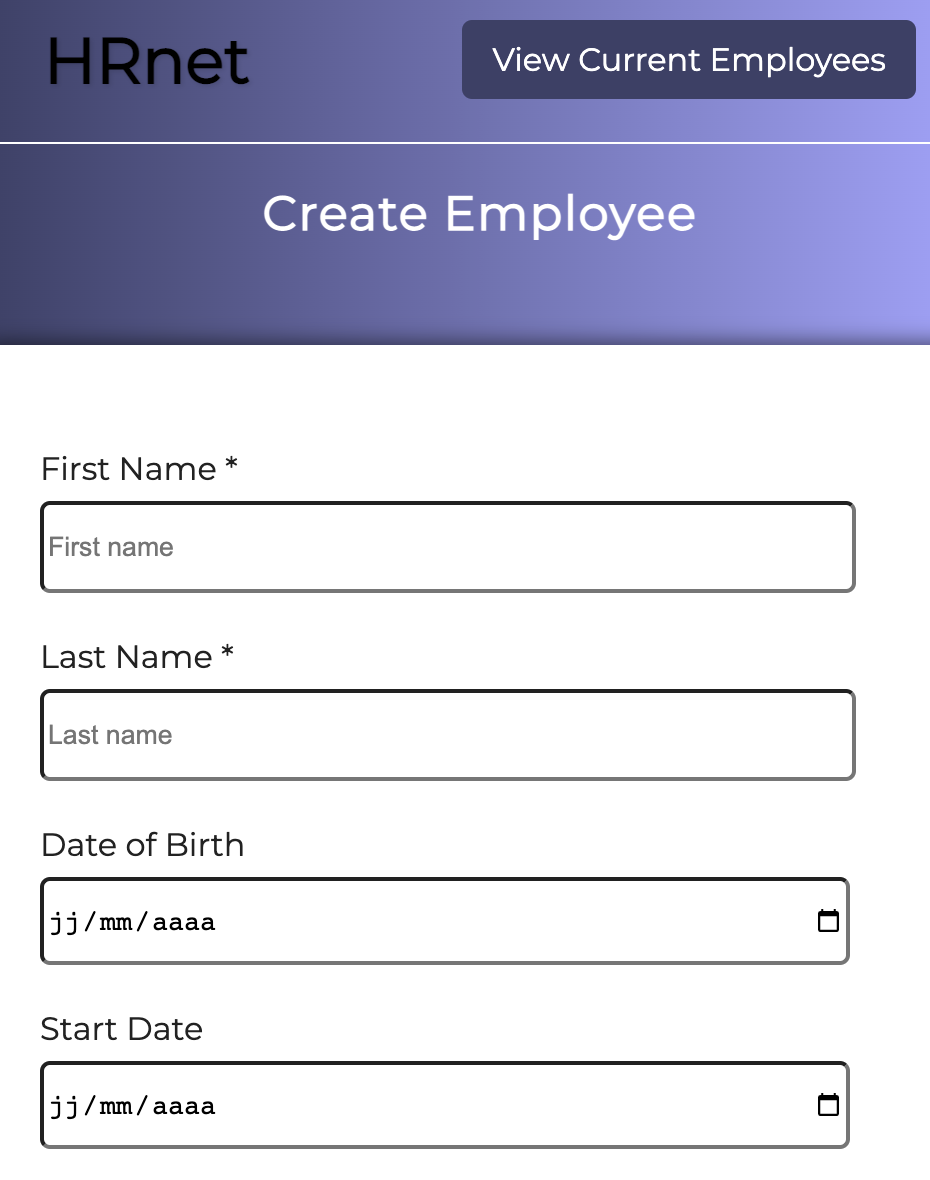 HRnet
View Current Employees
Create Employee
First Name *
First name
Last Name *
Last name
Date of Birth
jj/mm/aaaa
Start Date
jj/mm/aaaa